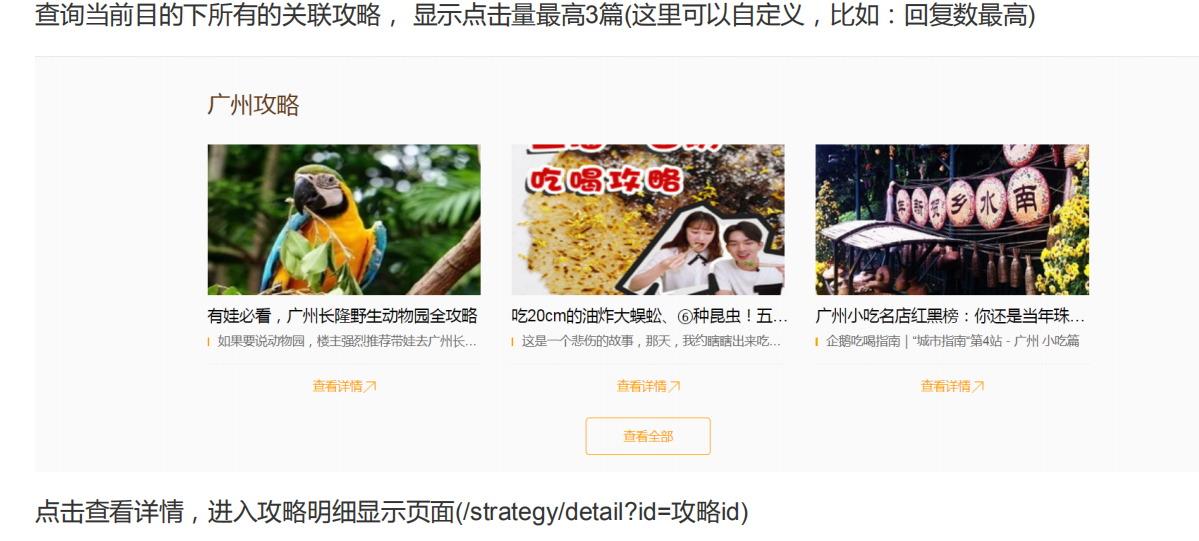 查询当前目的下所有的关联攻略， 显示点击量最高3篇(这里可以自定义，比如：回复数最高)
广州攻略
吃喝攻略
年新奖乡水南
有娃必看，广州长隆野生动物园全攻略
吃20cm的油炸大蜈蚣、⑥种昆虫！五…
广州小吃名店红黑榜：你还是当年珠…
如果要说动物园，楼主强烈推荐带娃去广州长…
这是一个悲伤的故事，那天，我约瞎瞎出来吃…
企鹅吃喝指南｜“城市指南”第4站 - 广州 小吃篇
查看详情
查看详情
查看详情
查看全部
点击查看详情，进入攻略明细显示页面(/strategy/detail?id=攻略id)